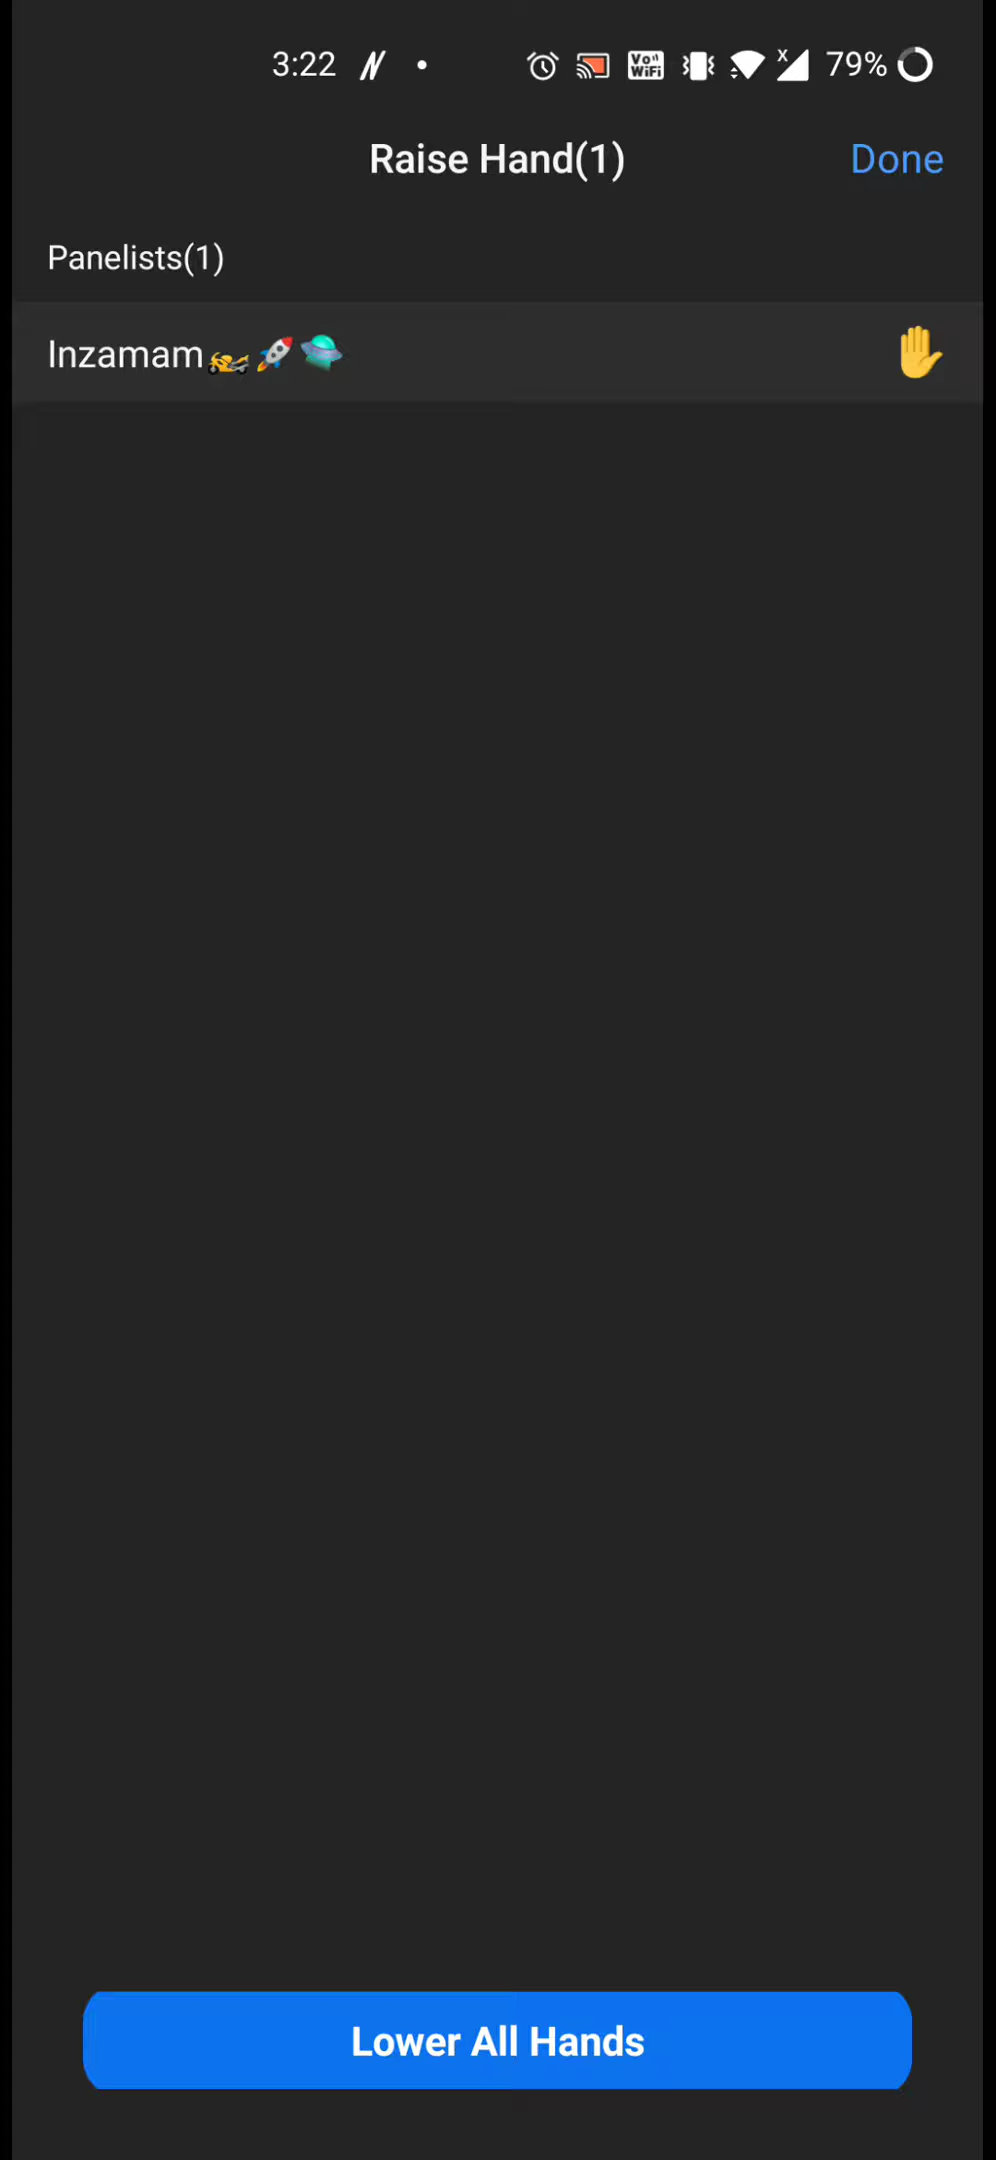 3:22 79%
Raise Hand(1) Done
Panelists(1)
Inzamam🏍️🚀🛸 ✋
Lower All Hands